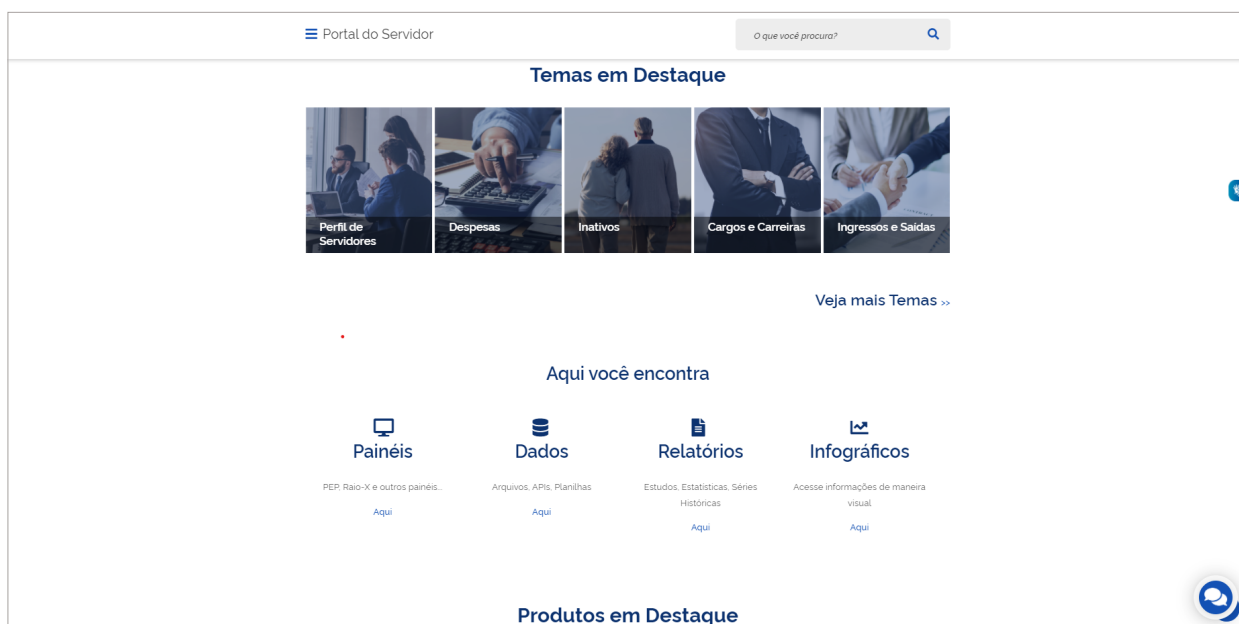 Portal do Servidor
O que você procura?
Temas em Destaque
Perfil de
Servidores
Despesas
Inativos
Cargos e Carreiras
Ingressos e Saídas
Veja mais Temas >>
Aqui você encontra
Painéis
PEP, Raio-X e outros painéis...
Aqui
Dados
Arquivos, APIs, Planilhas
Aqui
Relatórios
Estudos, Estatísticas, Séries
Históricas
Aqui
Infográficos
Acesse informações de maneira
visual
Aqui
Produtos em Destaque